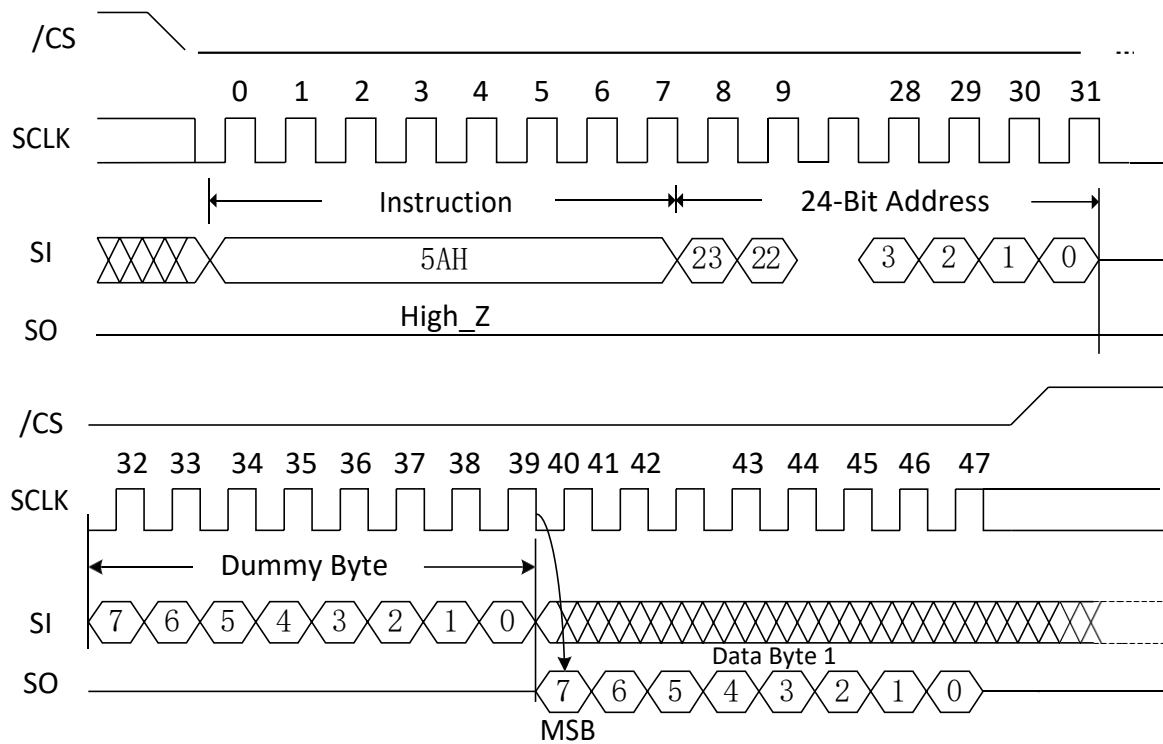 /CS
0 1 2 3 4 5 6 7 8 9 28 29 30 31
SCLK
Instruction 24-Bit Address
SI 5AH 23 22 3 2 1 0
High_Z
SO
/CS
32 33 34 35 36 37 38 39 40 41 42 43 44 45 46 47
SCLK
Dummy Byte
SI 7 6 5 4 3 2 1 0
Data Byte 1
SO 7 6 5 4 3 2 1 0
MSB